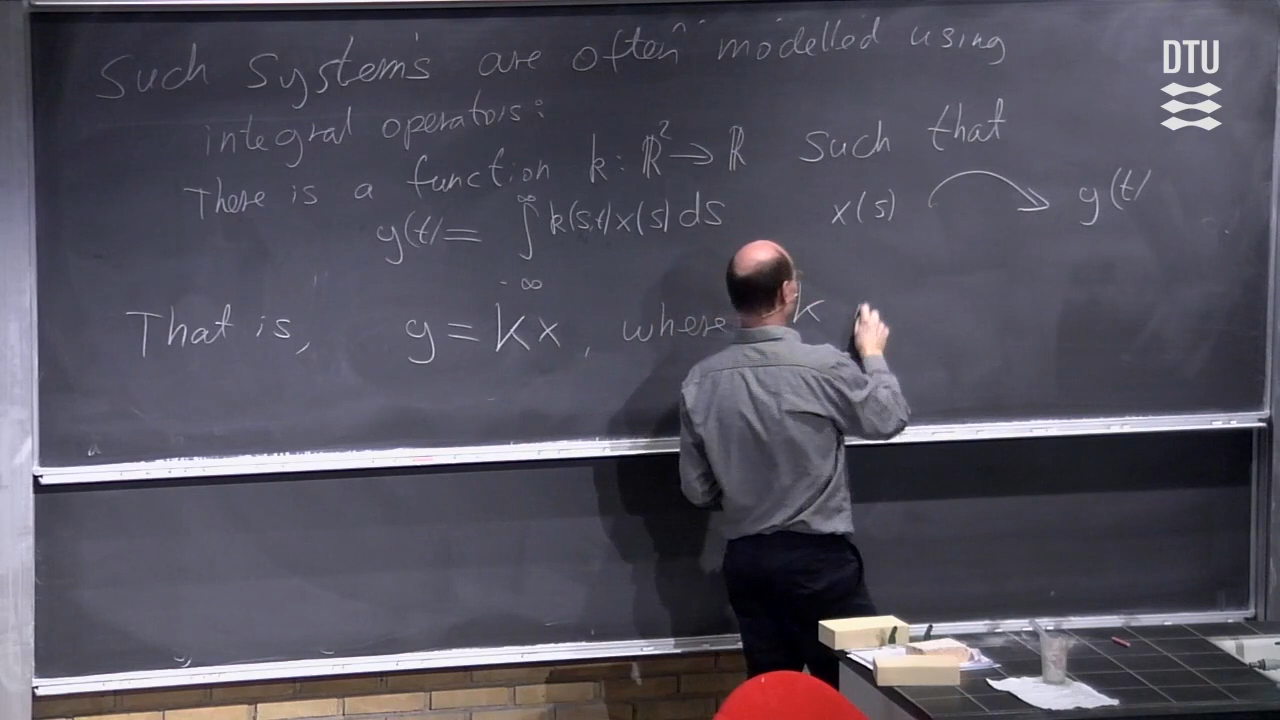 Such systems are often modelled using
integral operators:
There is a function k: ℝ² → ℝ such that
y(t) = ∫_{-∞}^{∞} k(s,t)x(s)ds x(s) ↷ y(t)
That is, y = Kx, where K
DTU